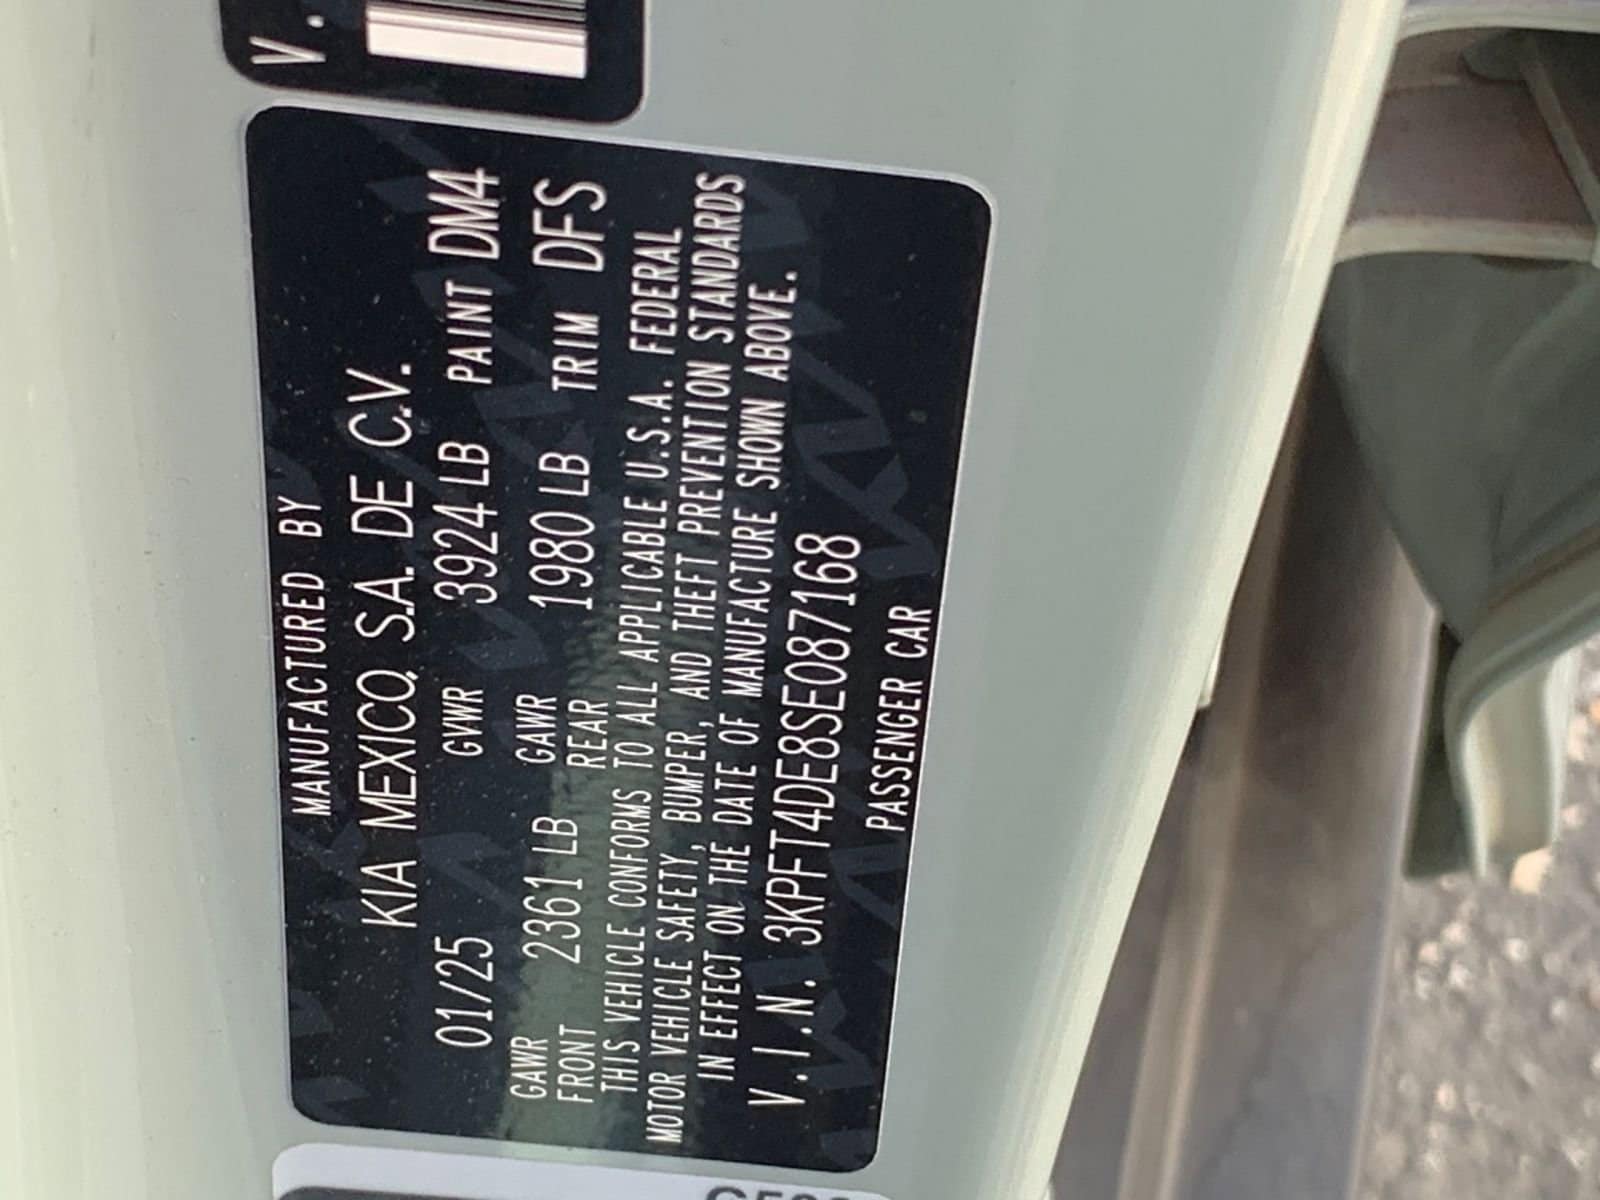 V.
MANUFACTURED BY
KIA MEXICO, S.A. DE C.V.
01/25 GVWR 3924 LB PAINT DM4
GAWR FRONT 2361 LB GAWR REAR 1980 LB TRIM DFS
THIS VEHICLE CONFORMS TO ALL APPLICABLE U.S.A. FEDERAL
MOTOR VEHICLE SAFETY, BUMPER, AND THEFT PREVENTION STANDARDS
IN EFFECT ON THE DATE OF MANUFACTURE SHOWN ABOVE.
V.I.N. 3KPFT4DE8SE087168
PASSENGER CAR